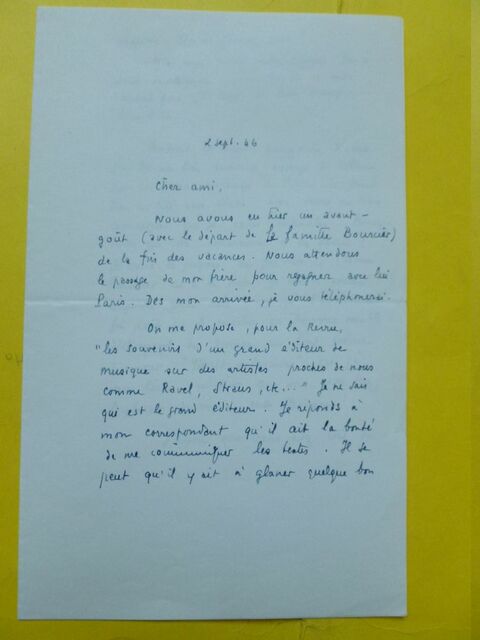 2 sept. 46
Cher ami,
Nous avons eu hier un avant-
goût (avec le départ de la famille Bourcier)
de la fin des vacances. Nous attendons
le passage de mon frère pour regagner avec lui
Paris. Dès mon arrivée, je vous téléphonerai.
On me propose, pour la Revue,
"les souvenirs d'un grand éditeur de
musique sur des artistes proches de nous
comme Ravel, Straus, etc..." Je ne sais
qui est le grand éditeur. Je réponds à
mon correspondant qu'il ait la bonté
de me communiquer les textes. Il se
peut qu'il y ait à glaner quelque bon